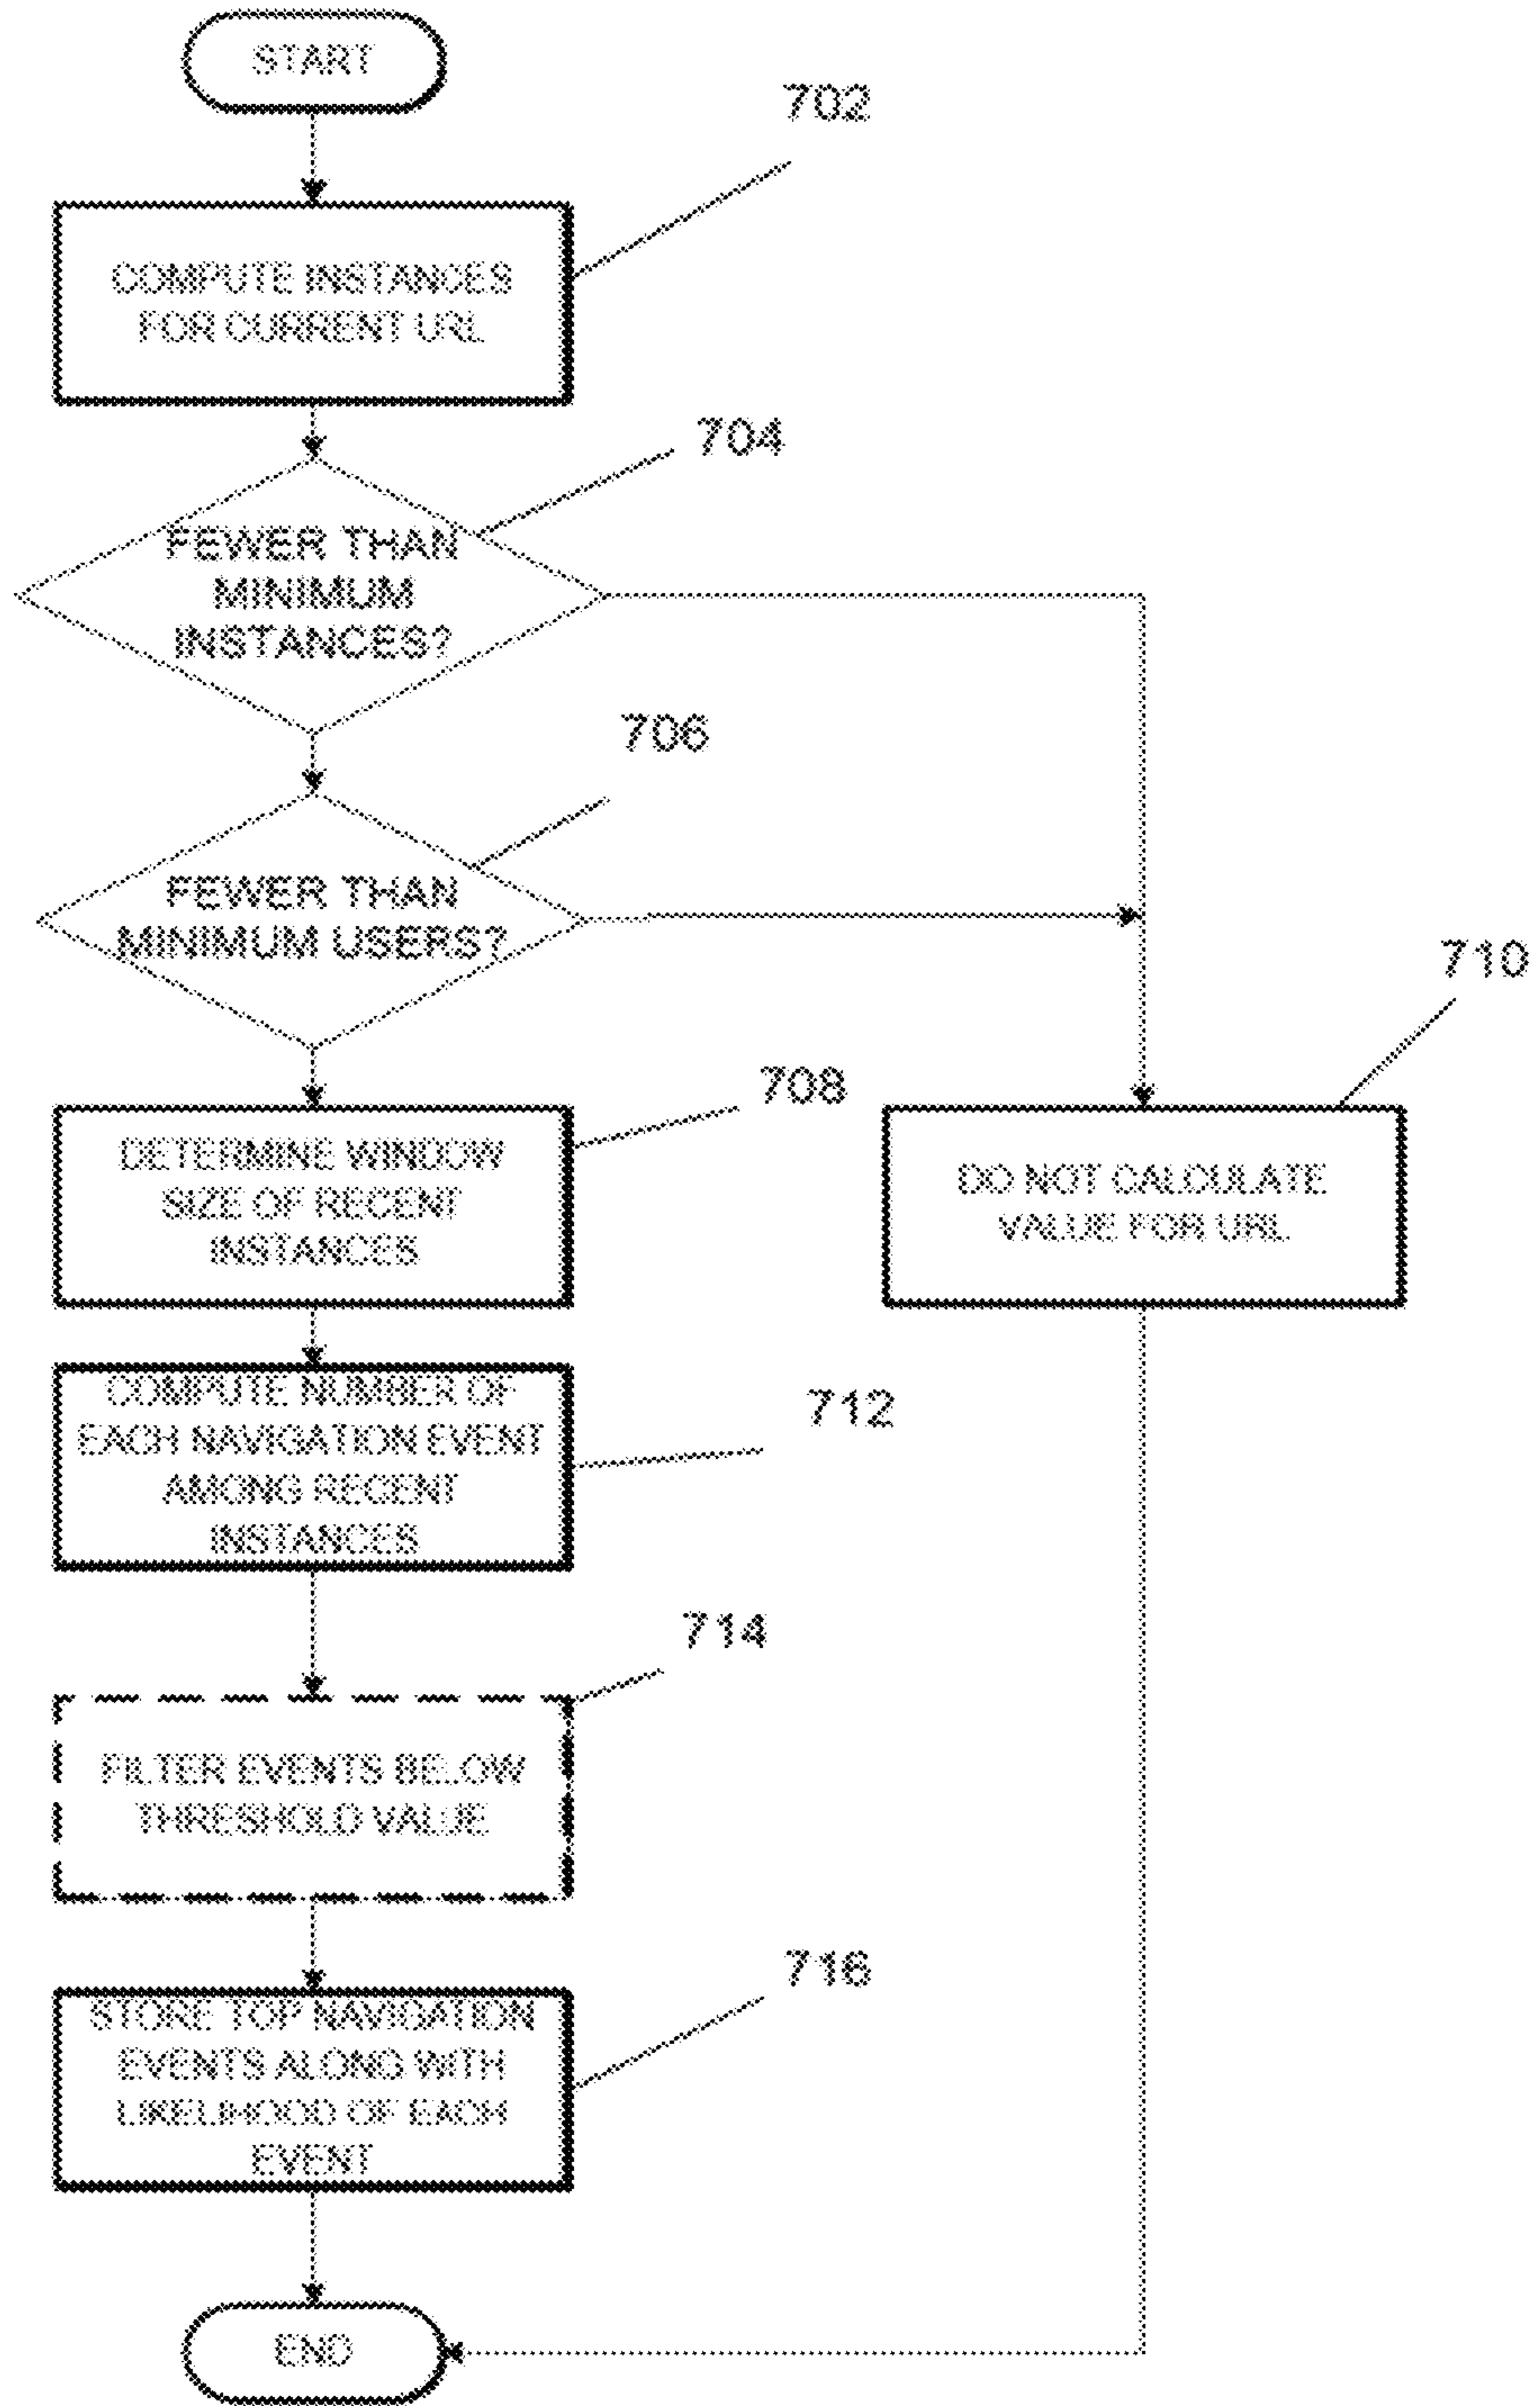 START
702
COMPUTE INSTANCES
FOR CURRENT URL
704
FEWER THAN
MINIMUM
INSTANCES?
706
FEWER THAN
MINIMUM USERS?
708
DETERMINE WINDOW
SIZE OF RECENT
INSTANCES
710
DO NOT CALCULATE
VALUE FOR URL
712
COMPUTE NUMBER OF
EACH NAVIGATION EVENT
AMONG RECENT
INSTANCES
714
FILTER EVENTS BELOW
THRESHOLD VALUE
716
STORE TOP NAVIGATION
EVENTS ALONG WITH
LIKELIHOOD OF EACH
EVENT
END